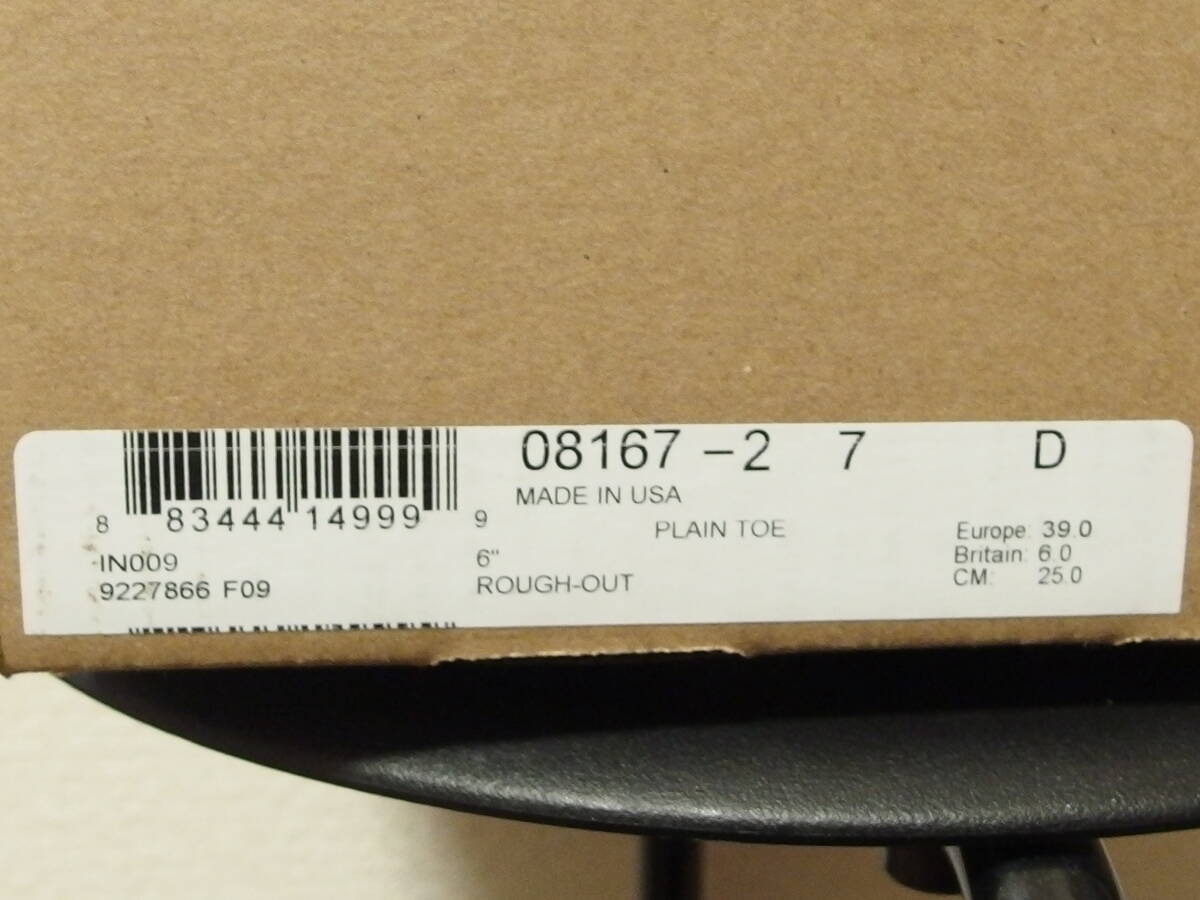 08167 -2 7 D
MADE IN USA
8 83444 14999 9
PLAIN TOE
Europe: 39.0
IN009
6"
Britain: 6.0
9227866 F09
ROUGH-OUT
CM: 25.0